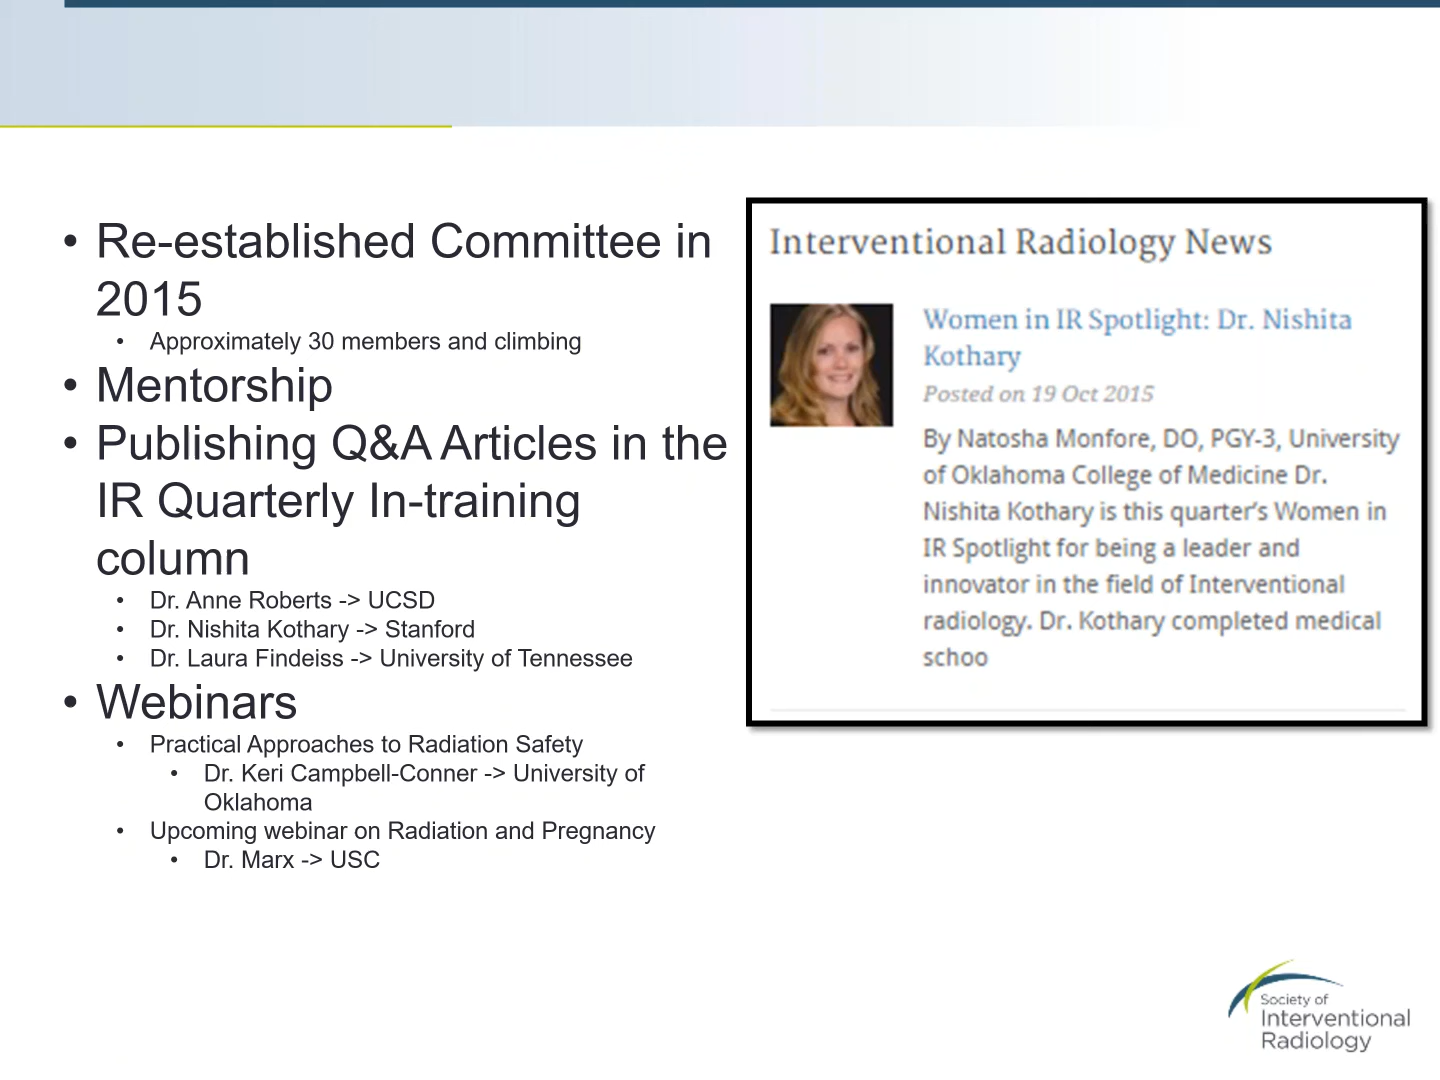 • Re-established Committee in
2015
• Approximately 30 members and climbing
• Mentorship
• Publishing Q&A Articles in the
IR Quarterly In-training
column
• Dr. Anne Roberts -> UCSD
• Dr. Nishita Kothary -> Stanford
• Dr. Laura Findeiss -> University of Tennessee
• Webinars
• Practical Approaches to Radiation Safety
• Dr. Keri Campbell-Conner -> University of
Oklahoma
• Upcoming webinar on Radiation and Pregnancy
• Dr. Marx -> USC
Interventional Radiology News
Women in IR Spotlight: Dr. Nishita
Kothary
Posted on 19 Oct 2015
By Natosha Monfore, DO, PGY-3, University
of Oklahoma College of Medicine Dr.
Nishita Kothary is this quarter's Women in
IR Spotlight for being a leader and
innovator in the field of Interventional
radiology. Dr. Kothary completed medical
schoo
Society of
Interventional
Radiology